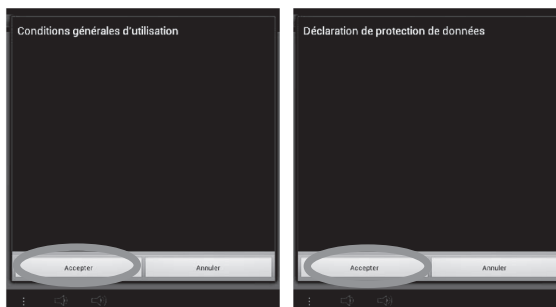 Conditions générales d'utilisation
Accepter Annuler
Déclaration de protection de données
Accepter Annuler